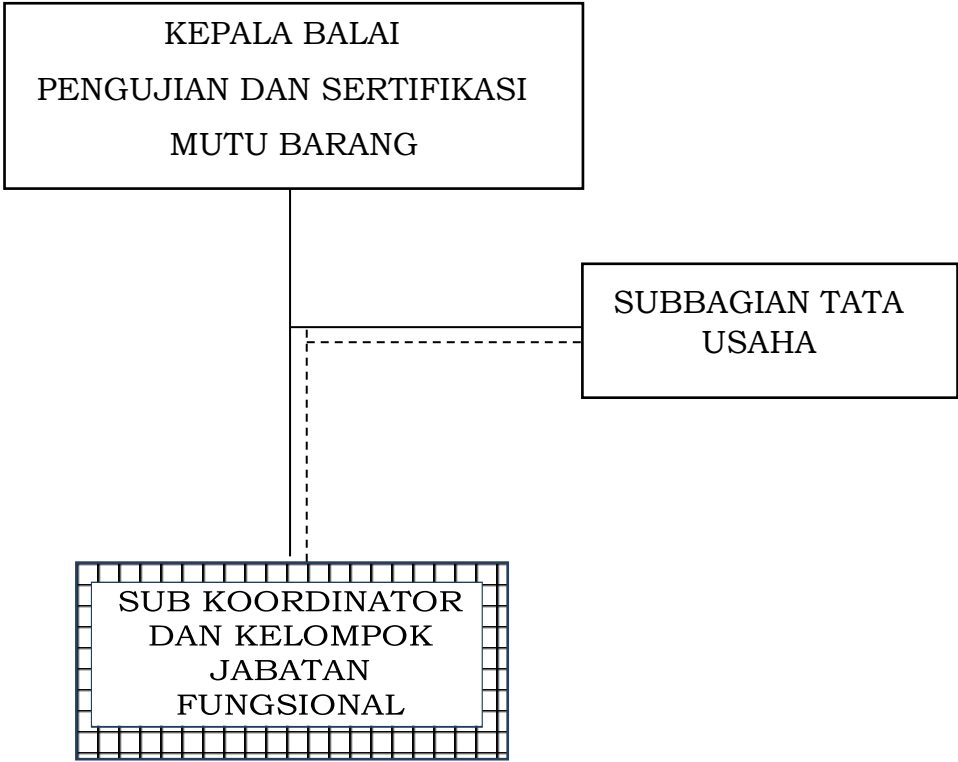 KEPALA BALAI
PENGUJIAN DAN SERTIFIKASI
MUTU BARANG
SUBBAGIAN TATA
USAHA
SUB KOORDINATOR
DAN KELOMPOK
JABATAN
FUNGSIONAL